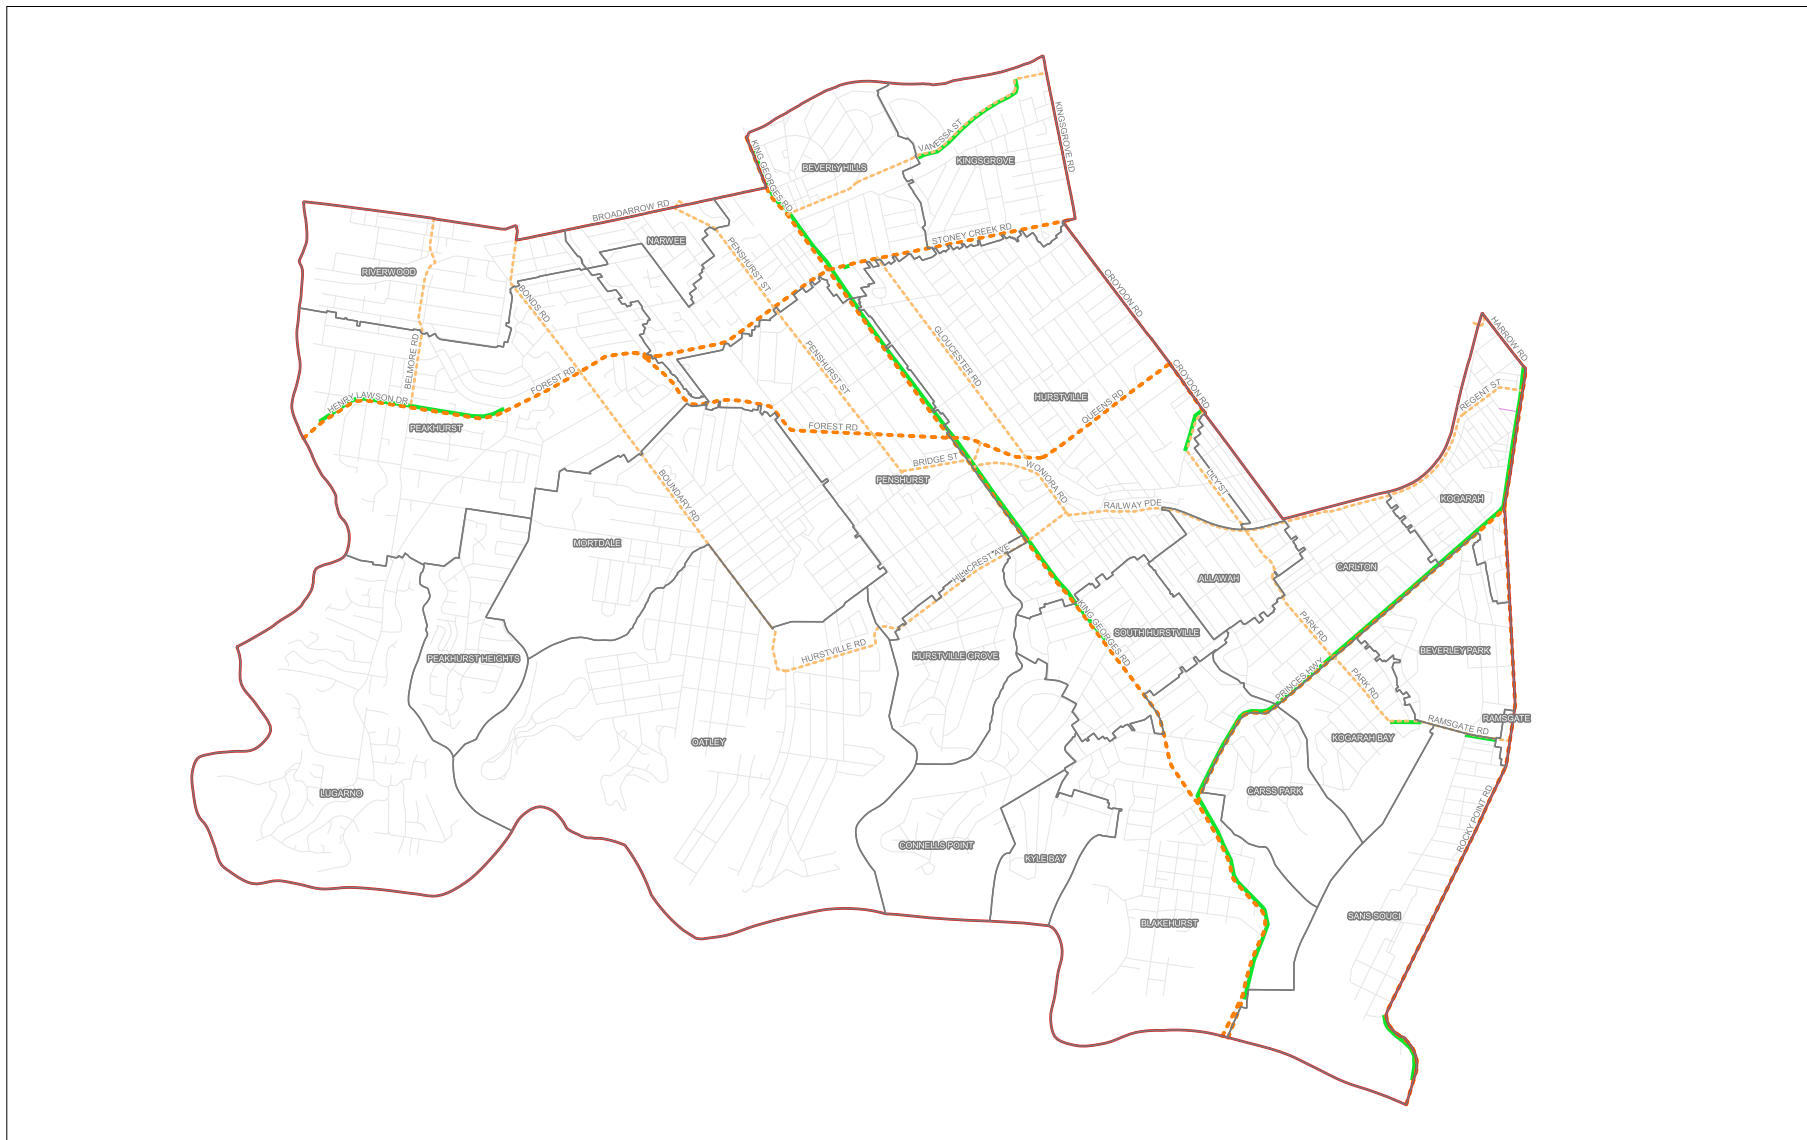 KINGSGROVE RD
VANESSA ST
KING GEORGES RD
BEVERLY HILLS
KINGSGROVE
BROADARROW RD
STONEY CREEK RD
NARWEE
PENSHURST ST
RIVERWOOD
CROYDON RD
BONDS RD
HARROW RD
GLOUCESTER RD
BELMORE RD
PENSHURST ST
FOREST RD
CROYDON RD
REGENT ST
HURSTVILLE
QUEENS RD
HENRY LAWSON DR
PEAKHURST
FOREST RD
BRIDGE ST
WONIORA RD
PENSHURST
LILY ST
BOUNDARY RD
RAILWAY PDE
KOGARAH
MORTDALE
HILLCREST AVE
CARLTON
ALLAWAH
KING GEORGES RD
SOUTH HURSTVILLE
PARK RD
HURSTVILLE RD
HURSTVILLE GROVE
PEAKHURST HEIGHTS
BEVERLEY PARK
PRINCES HWY
PARK RD
RAMSGATE RD
RAMSGATE
KOGARAH BAY
OATLEY
LUGARNO
CARSS PARK
ROCKY POINT RD
CONNELLS POINT
KYLE BAY
BLAKEHURST
SANS SOUCI